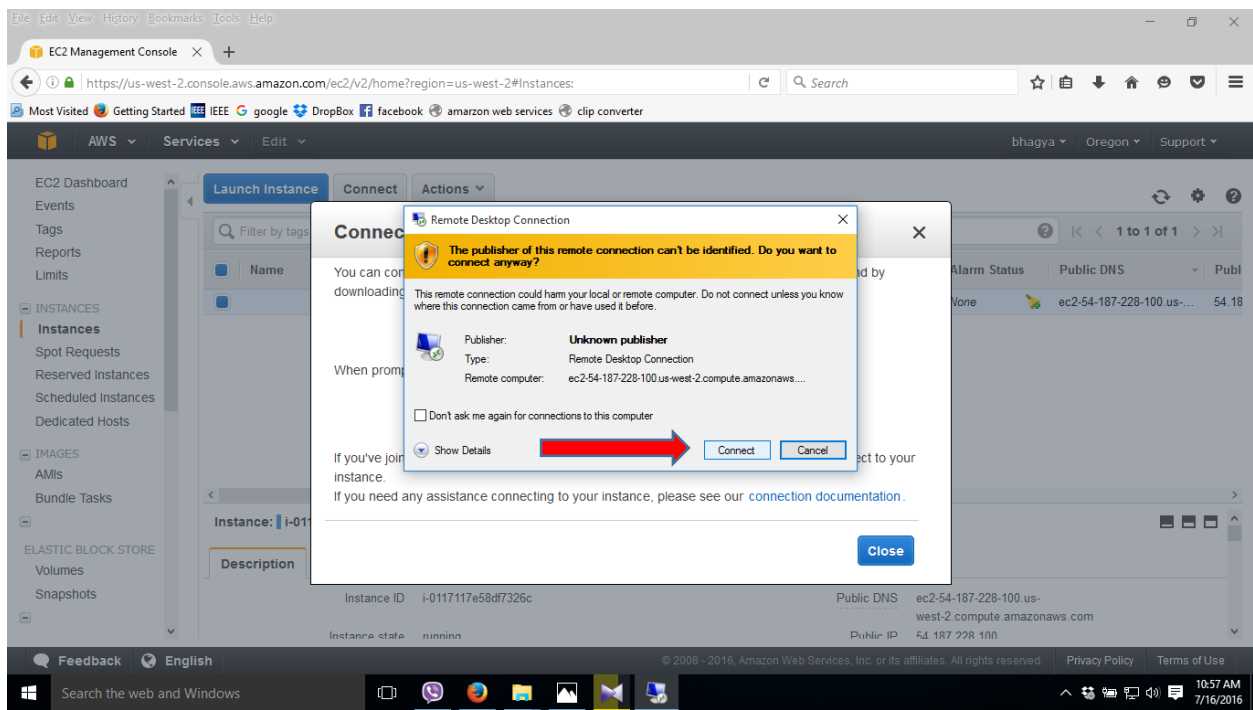 File Edit View History Bookmarks Tools Help
EC2 Management Console
https://us-west-2.console.aws.amazon.com/ec2/v2/home?region=us-west-2#Instances:
Search
Most Visited Getting Started IEEE google DropBox facebook amarzon web services clip converter
AWS Services Edit bhagya Oregon Support
EC2 Dashboard
Events
Tags
Reports
Limits
INSTANCES
Instances
Spot Requests
Reserved Instances
Scheduled Instances
Dedicated Hosts
IMAGES
AMIs
Bundle Tasks
ELASTIC BLOCK STORE
Volumes
Snapshots
Launch Instance Connect Actions
Filter by tags
1 to 1 of 1
Name Alarm Status Public DNS Publ
None ec2-54-187-228-100.us-... 54.18
Connec
You can con
nd by
downloading
When promp
If you've join
ect to your
instance.
If you need any assistance connecting to your instance, please see our connection documentation.
Close
Remote Desktop Connection
The publisher of this remote connection can't be identified. Do you want to
connect anyway?
This remote connection could harm your local or remote computer. Do not connect unless you know
where this connection came from or have used it before.
Publisher: Unknown publisher
Type: Remote Desktop Connection
Remote computer: ec2-54-187-228-100.us-west-2.compute.amazonaws....
Don't ask me again for connections to this computer
Show Details Connect Cancel
Instance: i-011
Description
Instance ID i-0117117e58df7326c Public DNS ec2-54-187-228-100.us-
west-2.compute.amazonaws.com
Instance state running Public IP 54.187.228.100
Feedback English © 2008 - 2016, Amazon Web Services, Inc. or its affiliates. All rights reserved. Privacy Policy Terms of Use
Search the web and Windows
10:57 AM
7/16/2016